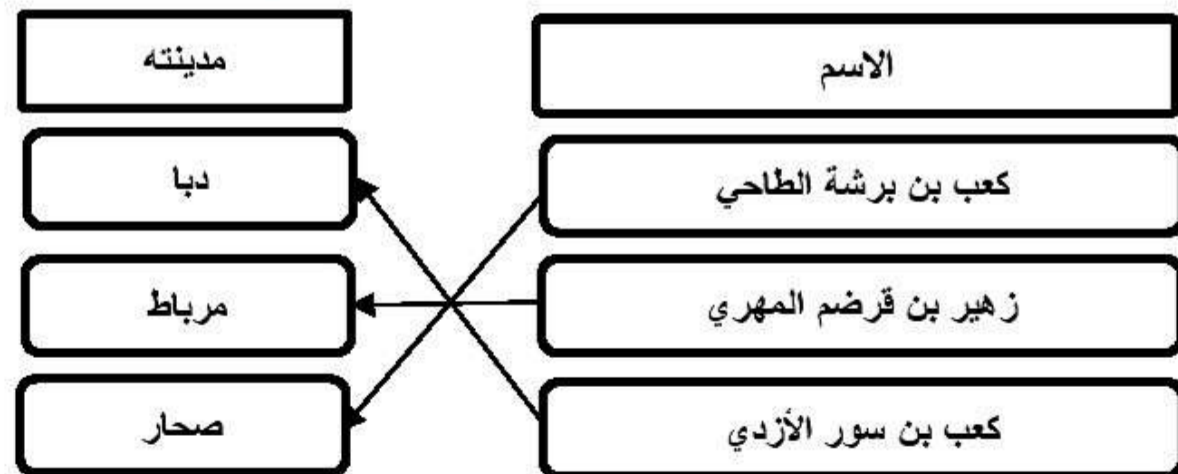 الاسم
مدينته
كعب بن برشة الطاحي
دبا
زهير بن قرضم المهري
مرباط
كعب بن سور الأزدي
صحار